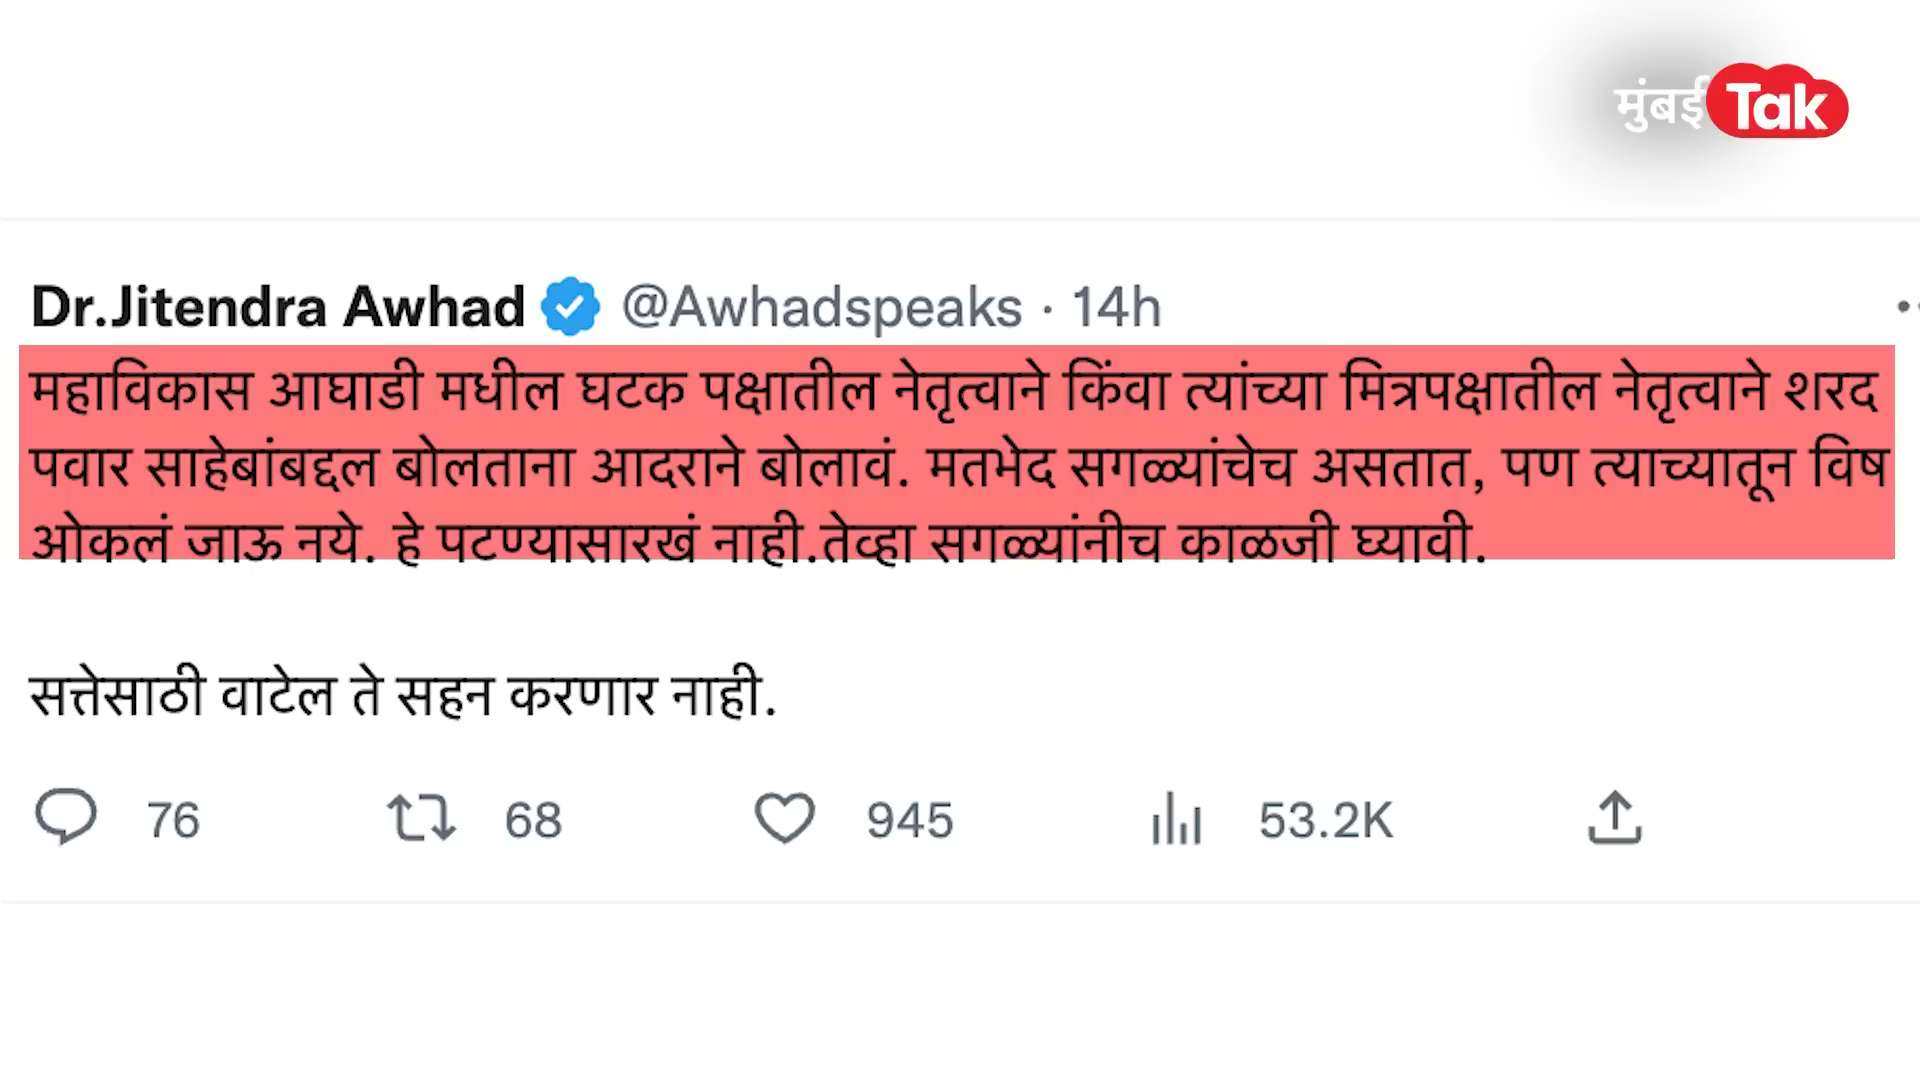 मुंबई Tak
Dr.Jitendra Awhad @Awhadspeaks · 14h
महाविकास आघाडी मधील घटक पक्षातील नेतृत्वाने किंवा त्यांच्या मित्रपक्षातील नेतृत्वाने शरद
पवार साहेबांबद्दल बोलताना आदराने बोलावं. मतभेद सगळ्यांचेच असतात, पण त्याच्यातून विष
ओकलं जाऊ नये. हे पटण्यासारखं नाही.तेव्हा सगळ्यांनीच काळजी घ्यावी.
सत्तेसाठी वाटेल ते सहन करणार नाही.
76 68 945 53.2K